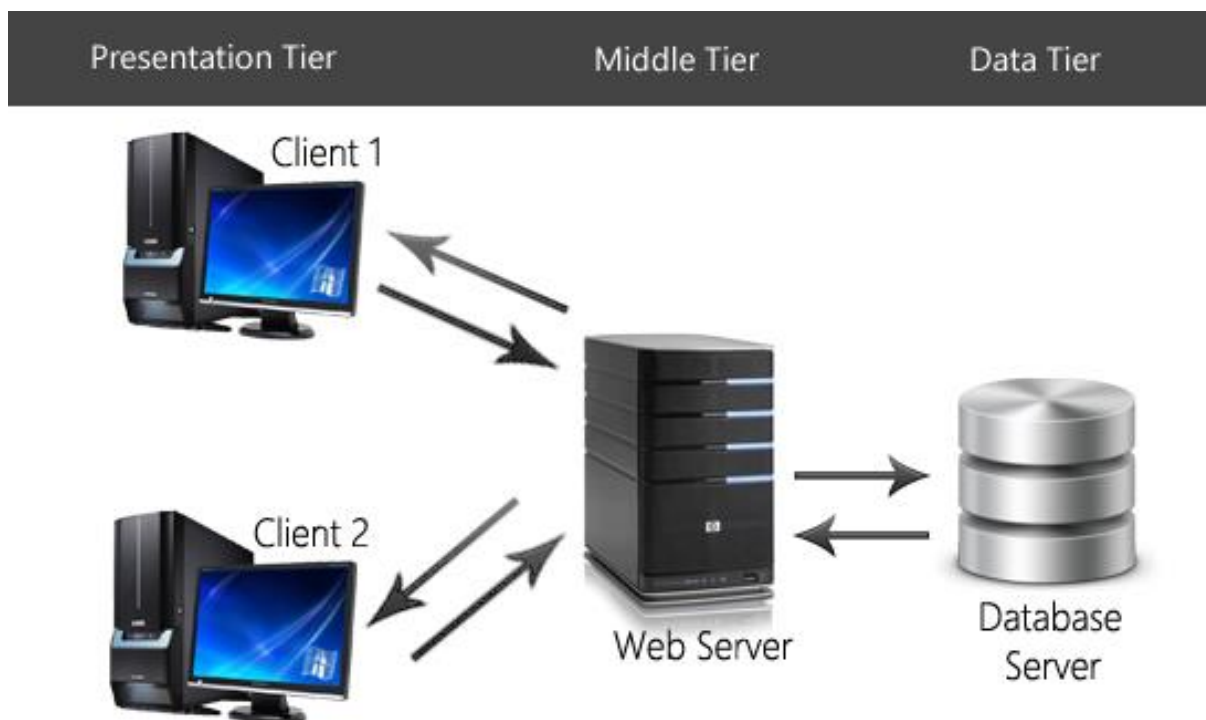 Presentation Tier
Middle Tier
Data Tier
Client 1
Client 2
Web Server
Database
Server